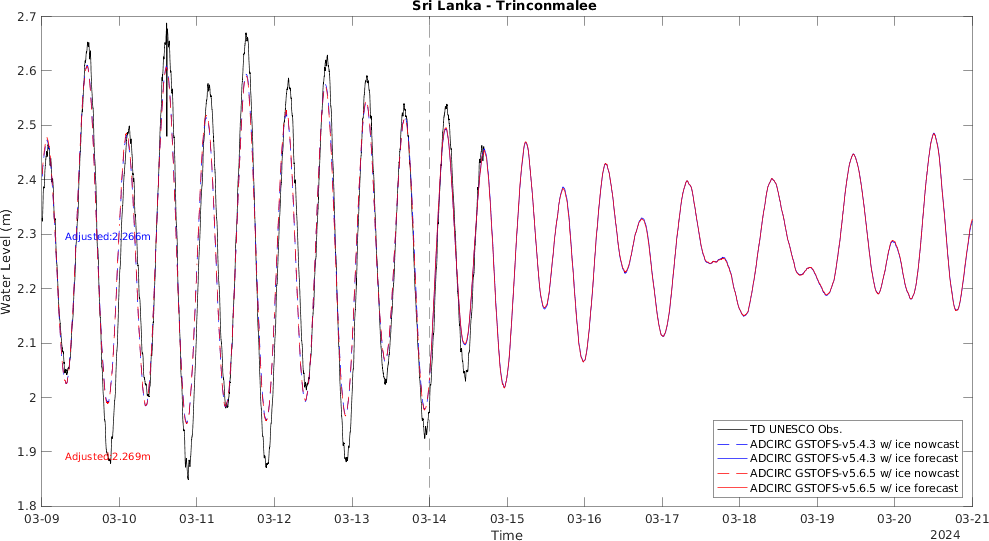 Sri Lanka - Trinconmalee
2.7
2.6
2.5
2.4
2.3
2.2
2.1
2
1.9
1.8
Water Level (m)
Adjusted:2.266m
Adjusted:2.269m
TD UNESCO Obs.
ADCIRC GSTOFS-v5.4.3 w/ ice nowcast
ADCIRC GSTOFS-v5.4.3 w/ ice forecast
ADCIRC GSTOFS-v5.6.5 w/ ice nowcast
ADCIRC GSTOFS-v5.6.5 w/ ice forecast
03-09 03-10 03-11 03-12 03-13 03-14 03-15 03-16 03-17 03-18 03-19 03-20 03-21
Time
2024